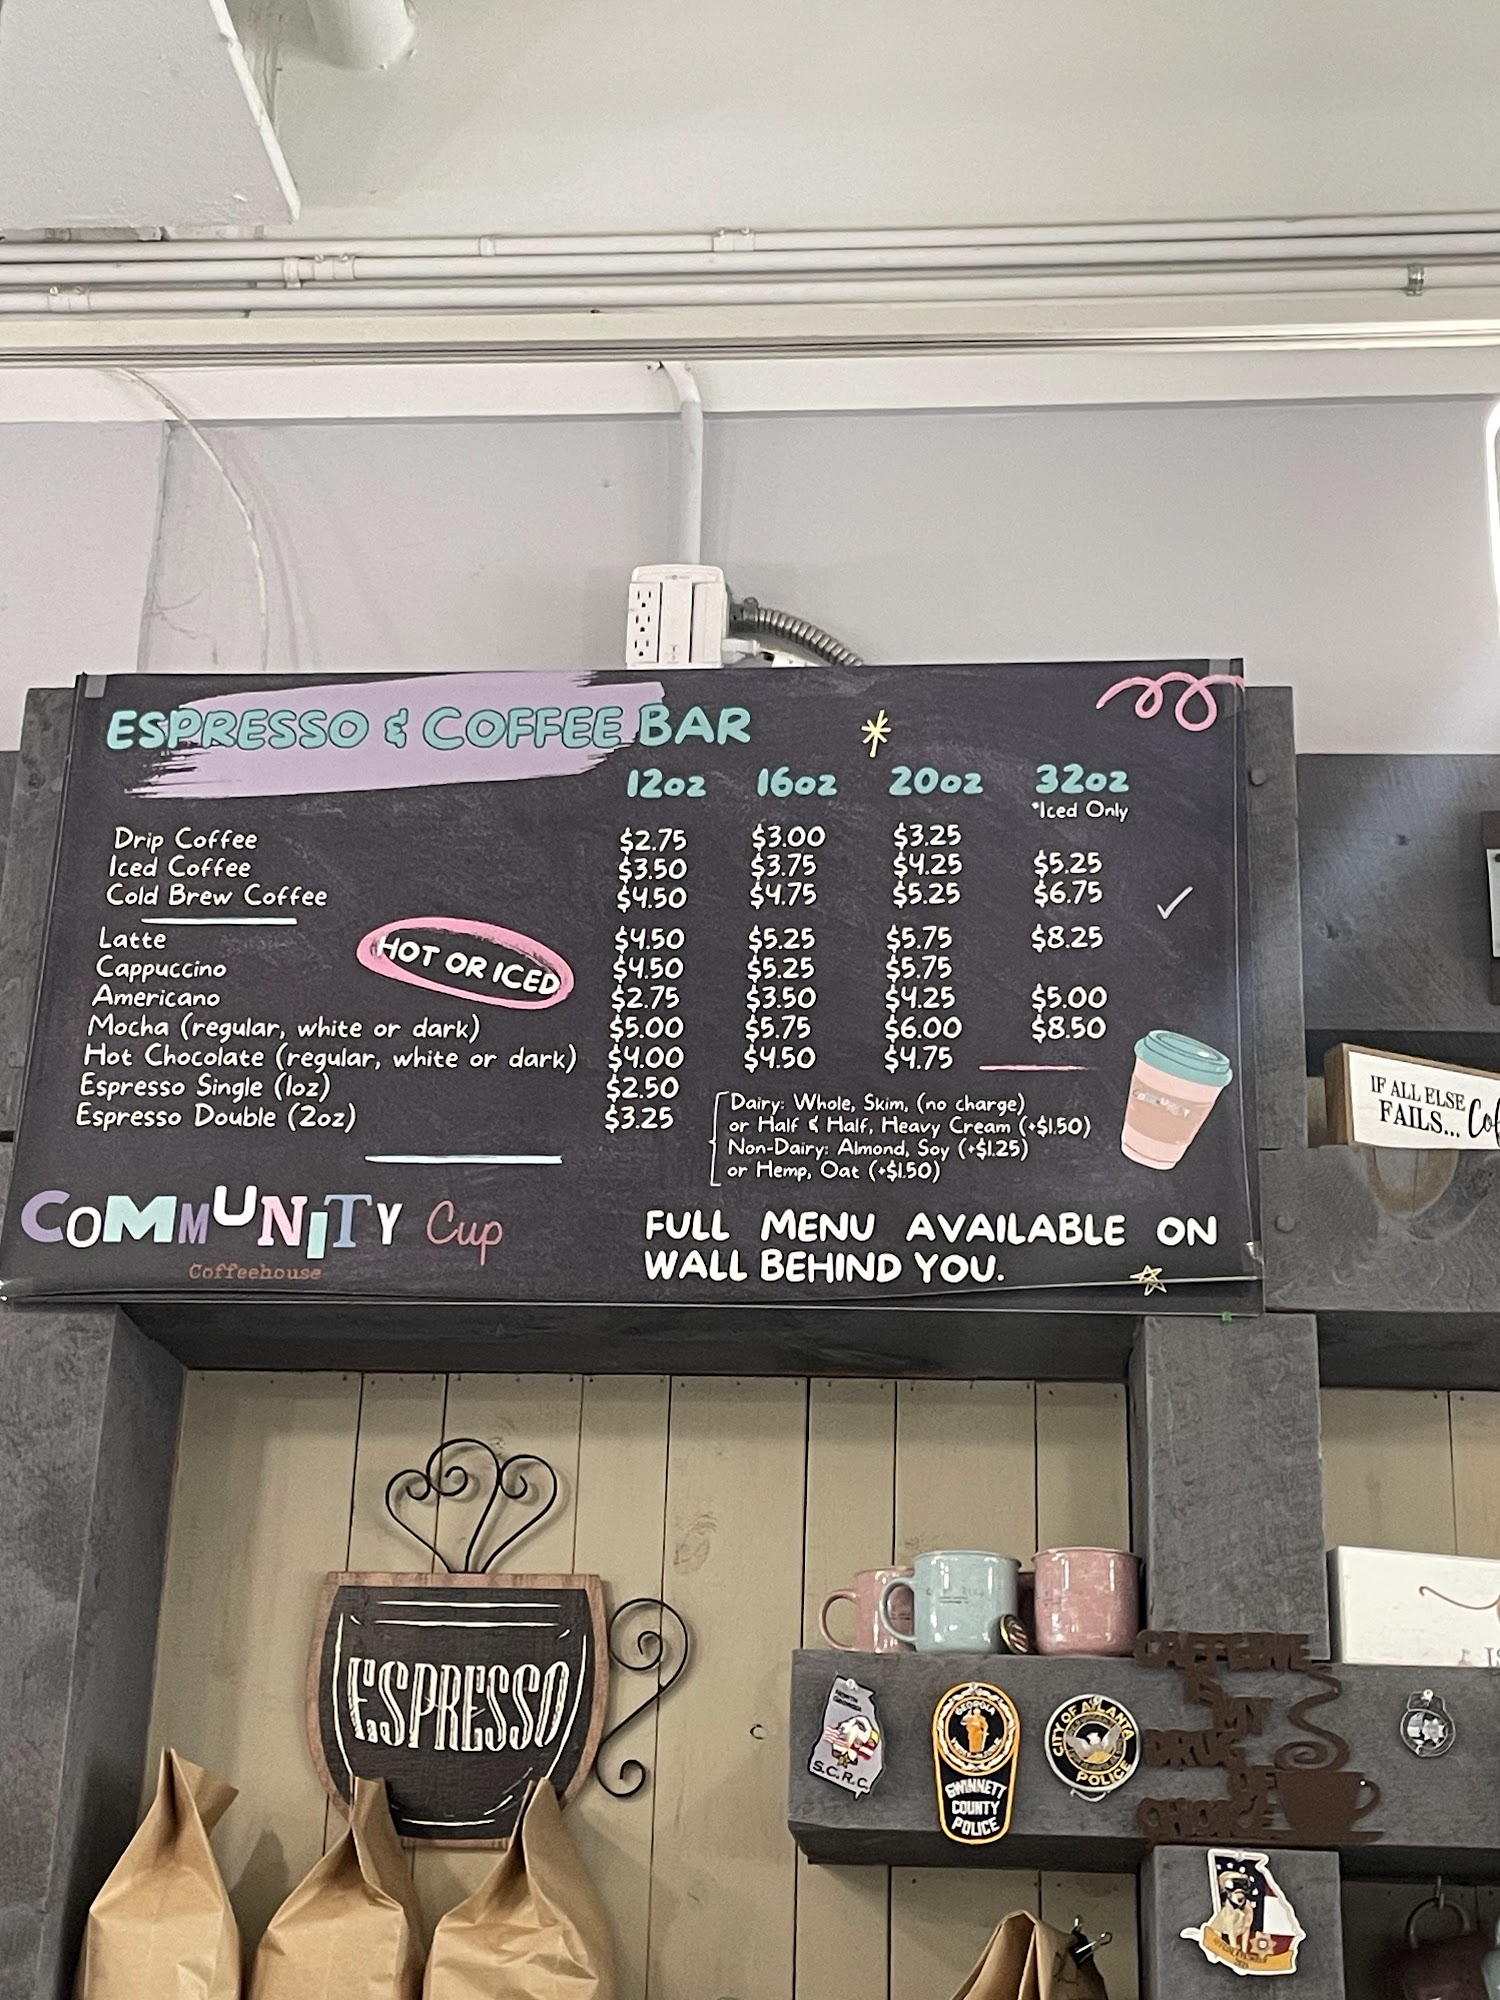 ESPRESSO & COFFEE BAR
12oz 16oz 20oz 32oz
*Iced Only
Drip Coffee $2.75 $3.00 $3.25
Iced Coffee $3.50 $3.75 $4.25 $5.25
Cold Brew Coffee $4.50 $4.75 $5.25 $6.75
HOT OR ICED
Latte $4.50 $5.25 $5.75 $8.25
Cappuccino $4.50 $5.25 $5.75
Americano $2.75 $3.50 $4.25 $5.00
Mocha (regular, white or dark) $5.00 $5.75 $6.00 $8.50
Hot Chocolate (regular, white or dark) $4.00 $4.50 $4.75
Espresso Single (1oz) $2.50
Espresso Double (2oz) $3.25
Dairy: Whole, Skim, (no charge)
or Half & Half, Heavy Cream (+$1.50)
Non-Dairy: Almond, Soy (+$1.25)
or Hemp, Oat (+$1.50)
COMMUNITY Cup
Coffeehouse
FULL MENU AVAILABLE ON
WALL BEHIND YOU.
IF ALL ELSE
FAILS...
ESPRESSO
S.C.R.C.
GEORGIA
GWINNETT
COUNTY
POLICE
CITY OF ATLANTA
POLICE
CAFFEINE
IS
MY
DRUG
OF
CHOICE